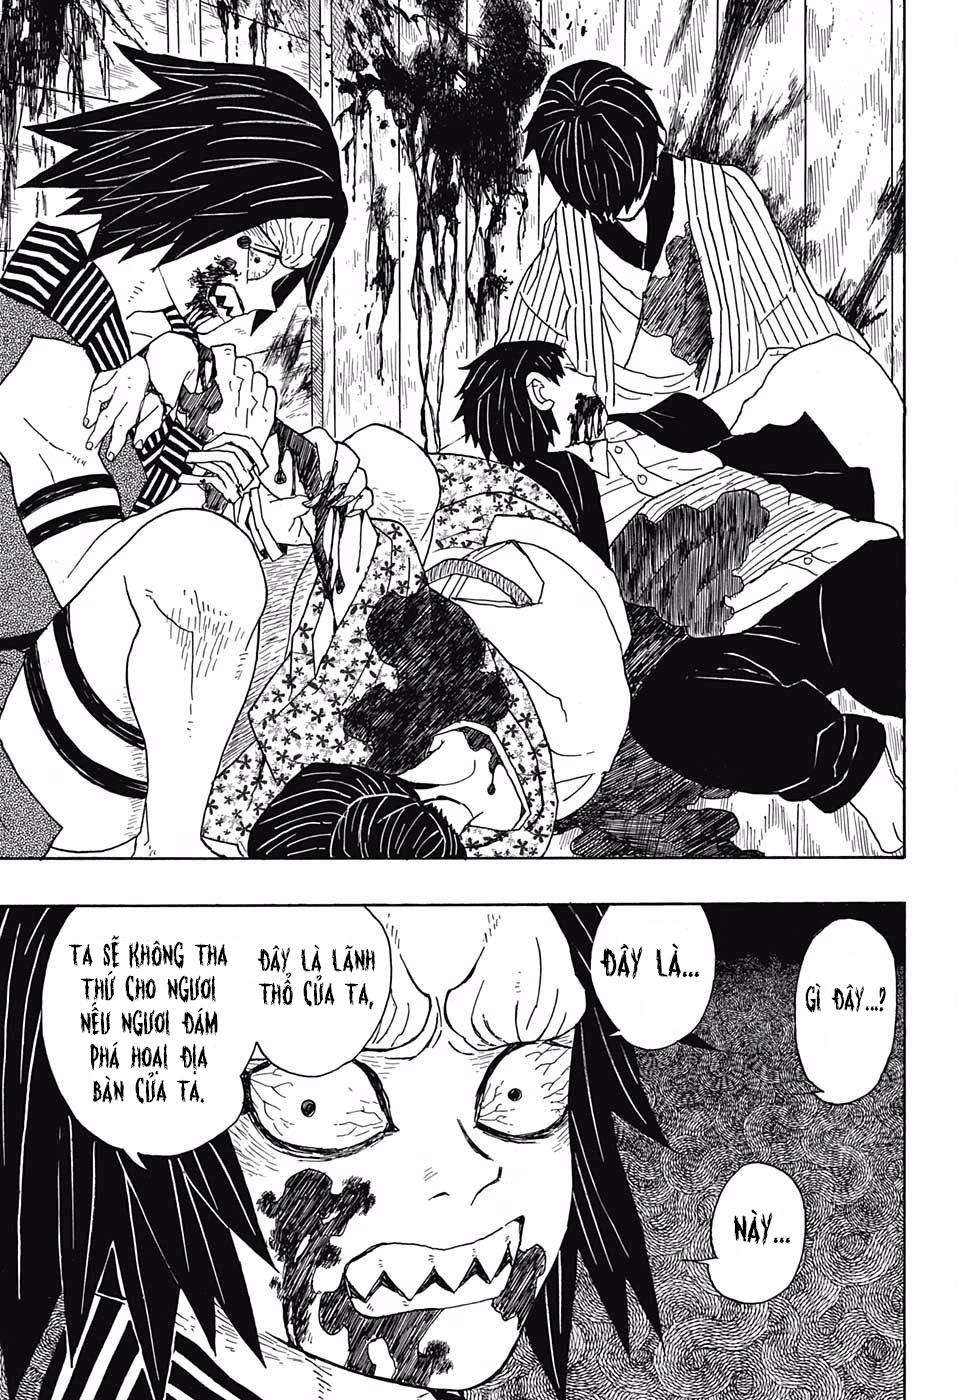 GÌ ĐÂY...?
NÀY...
ĐÂY LÀ...
ĐÂY LÀ LÃNH
THỔ CỦA TA,
TA SẼ KHÔNG THA
THỨ CHO NGƯƠI
NẾU NGƯƠI DÁM
PHÁ HOẠI ĐỊA
BÀN CỦA TA.